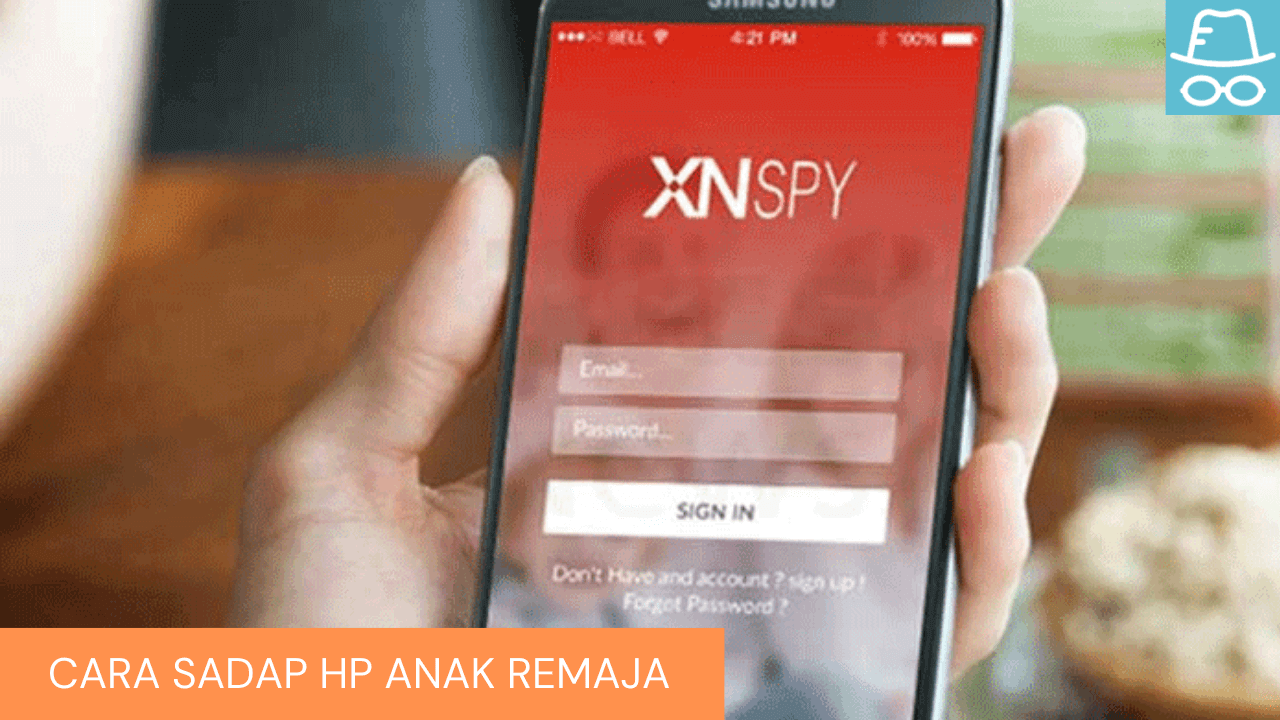 SAMSUNG
BELL 4:21 PM 100%
XNSPY
Email...
Password...
SIGN IN
Don't Have and account ? sign up !
Forgot Password ?
CARA SADAP HP ANAK REMAJA